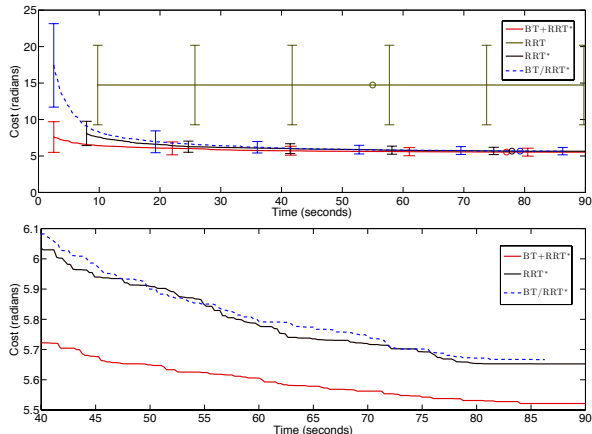 25
20
15
10
5
0
Cost (radians)
0 10 20 30 40 50 60 70 80 90
Time (seconds)
BT+RRT*
RRT
RRT*
BT/RRT*
6.1
6
5.9
5.8
5.7
5.6
5.5
Cost (radians)
40 45 50 55 60 65 70 75 80 85 90
Time (seconds)
BT+RRT*
RRT*
BT/RRT*